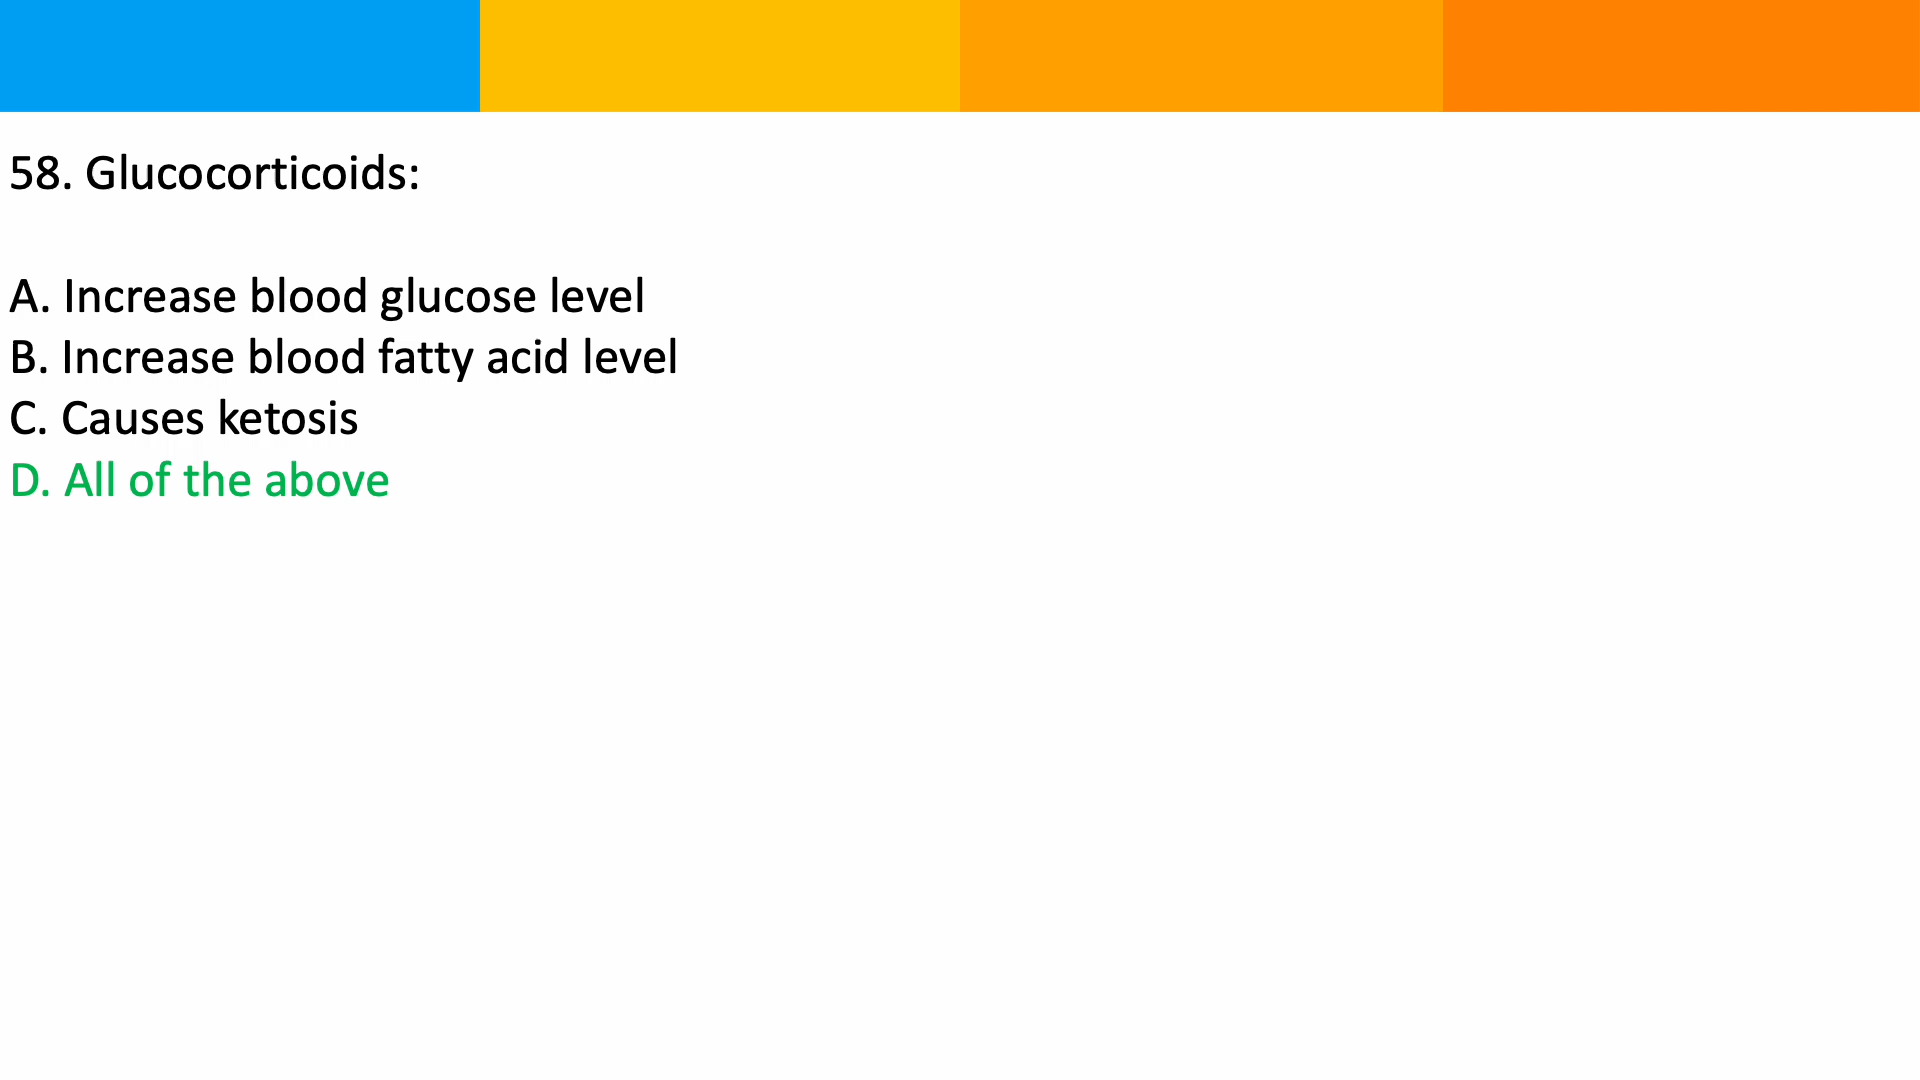 58. Glucocorticoids:
A. Increase blood glucose level
B. Increase blood fatty acid level
C. Causes ketosis
D. All of the above